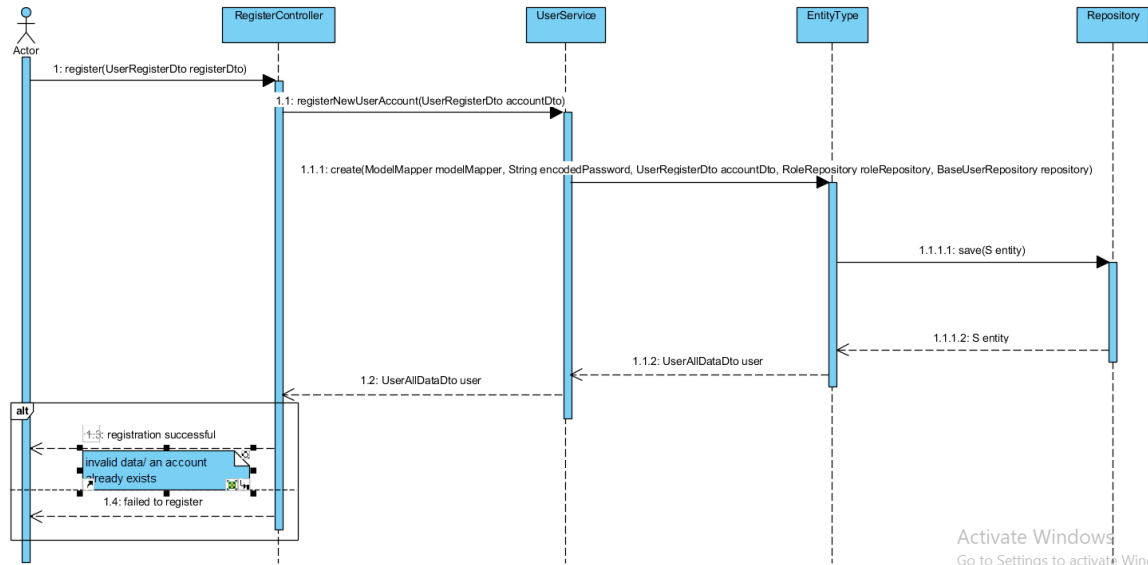 RegisterController
UserService
EntityType
Repository
Actor
1: register(UserRegisterDto registerDto)
1.1: registerNewUserAccount(UserRegisterDto accountDto)
1.1.1: create(ModelMapper modelMapper, String encodedPassword, UserRegisterDto accountDto, RoleRepository roleRepository, BaseUserRepository repository)
1.1.1.1: save(S entity)
1.1.1.2: S entity
1.1.2: UserAllDataDto user
1.2: UserAllDataDto user
alt
1.3: registration successful
invalid data/ an account
already exists
1.4: failed to register
Activate Windows
Go to Settings to activate Win